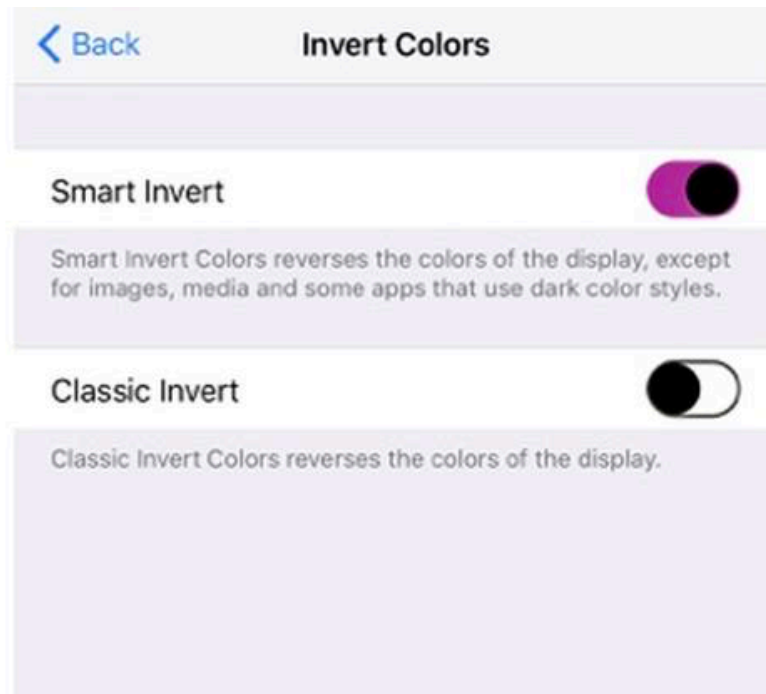 Back
Invert Colors
Smart Invert
Smart Invert Colors reverses the colors of the display, except
for images, media and some apps that use dark color styles.
Classic Invert
Classic Invert Colors reverses the colors of the display.